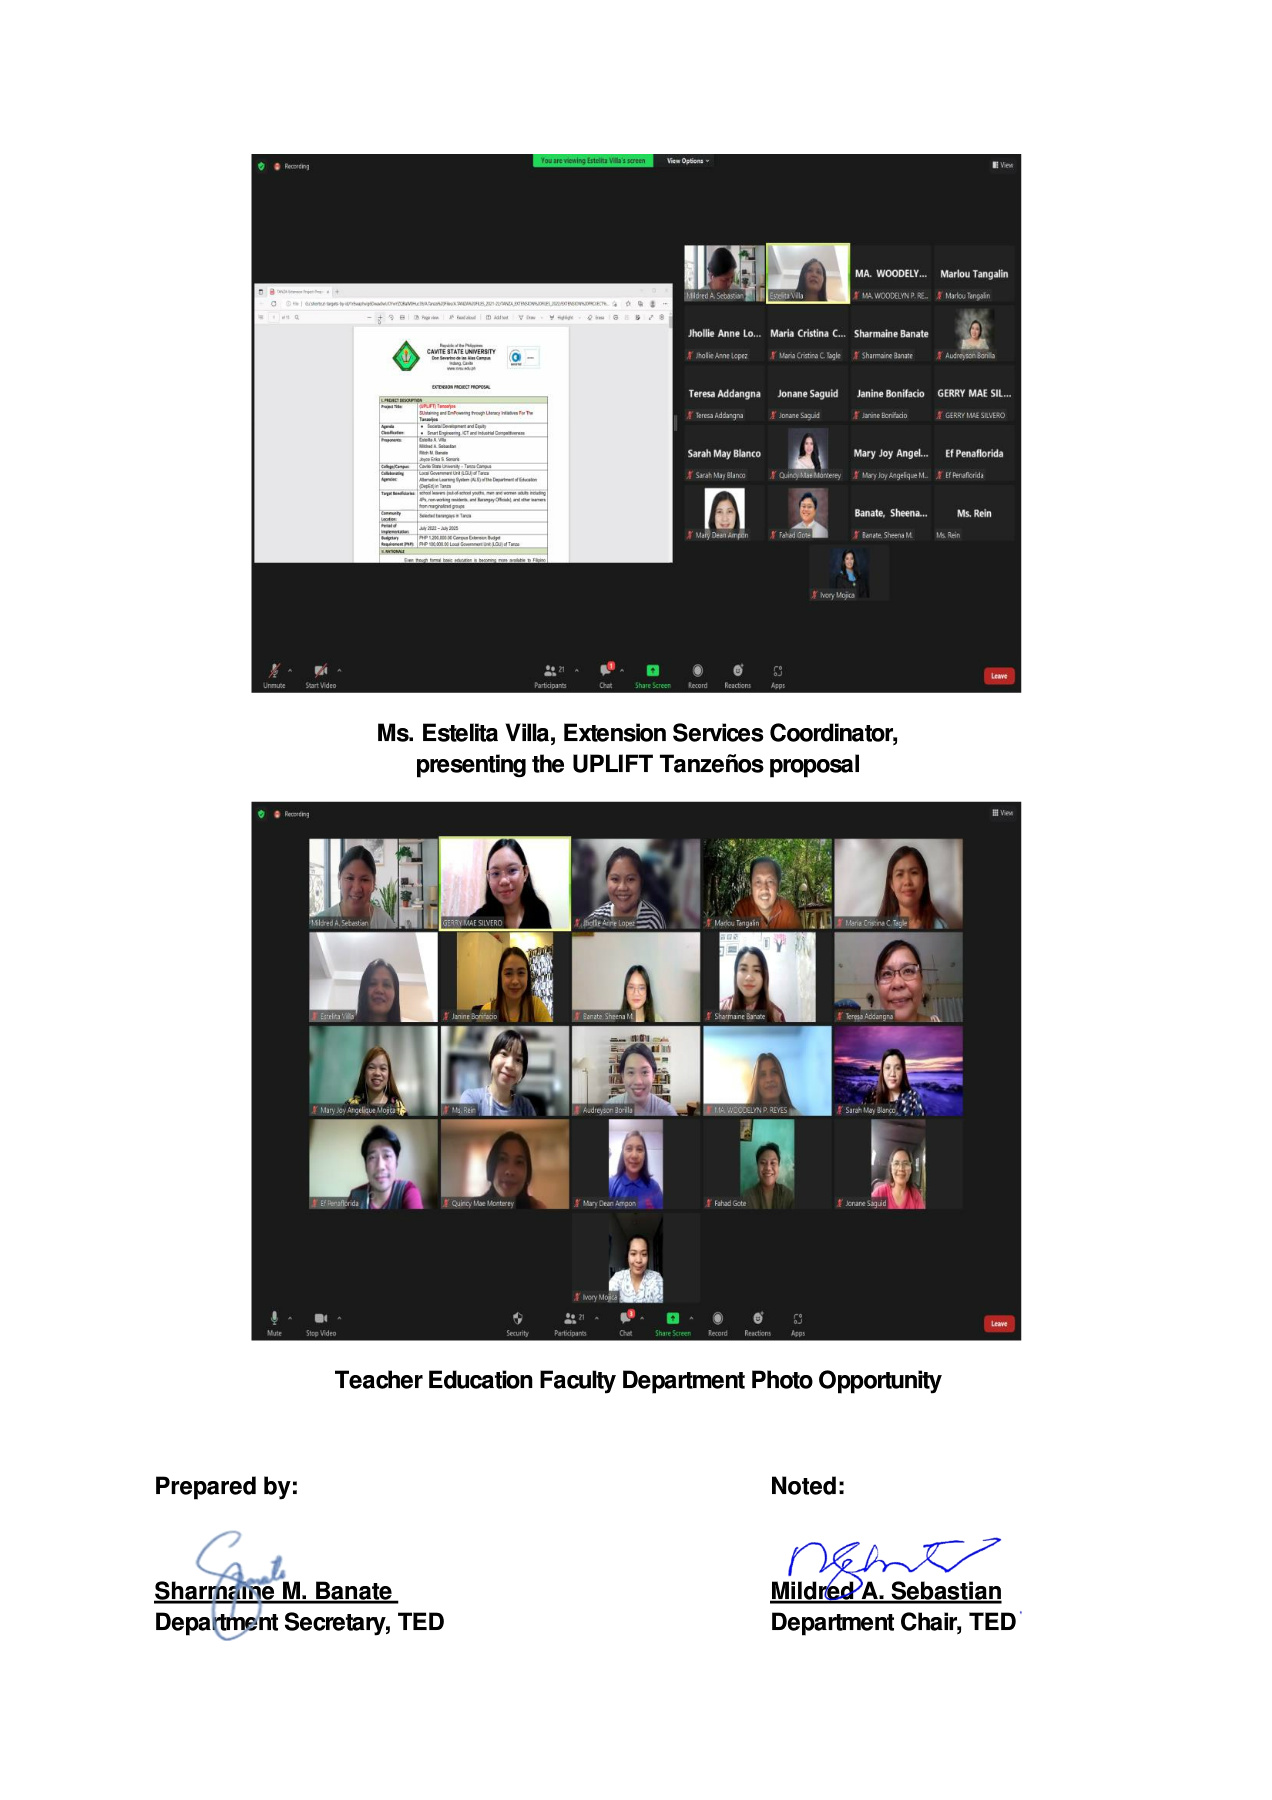 Recording
You are viewing Estelita Villa's screen
View Options
View
Mildred A. Sebastian
Estelita Villa
MA. WOODELY...
MA. WOODELYN P. RE...
Marlou Tangalin
Marlou Tangalin
Jhollie Anne Lo...
Jhollie Anne Lopez
Maria Cristina C...
Maria Cristina C. Tagle
Sharmaine Banate
Sharmaine Banate
Audreyson Borilla
Teresa Addangna
Teresa Addangna
Jonane Saguid
Jonane Saguid
Janine Bonifacio
Janine Bonifacio
GERRY MAE SIL...
GERRY MAE SILVERO
Sarah May Blanco
Sarah May Blanco
Quincy Mae Monterey
Mary Joy Angel...
Mary Joy Angelique M...
Ef Penaflorida
Ef Penaflorida
Mary Dean Ampon
Fahad Gote
Banate, Sheena...
Banate, Sheena M.
Ms. Rein
Ms. Rein
Ivory Mojica
Page view
Read aloud
Add text
Draw
Highlight
Erase
Republic of the Philippines
CAVITE STATE UNIVERSITY
Don Severino de las Alas Campus
Indang, Cavite
www.cvsu.edu.ph
EXTENSION PROJECT PROPOSAL
I. PROJECT DESCRIPTION
Project Title:
(UPLIFT) Tanzeños
SUstaining and EmPowering through Literacy Initiatives For The
Tanzeños
Agenda
Classification:
Societal Development and Equity
Smart Engineering, ICT and Industrial Competitiveness
Proponents:
Estelita A. Villa
Mildred A. Sebastian
M. Banate
Joyce Erika S. Senaris
College/Campus:
Cavite State University – Tanza Campus
Collaborating
Agencies:
Local Government Unit (LGU) of Tanza
Alternative Learning System (ALS) of the Department of Education
(DepEd) in Tanza
Target Beneficiaries:
school leavers (out-of-school youths, men and women adults including
IPs, non-working residents, and Barangay Officials), and other learners
from marginalized groups
Community
Location:
Selected barangays in Tanza
Period of
Implementation:
July 2022 – July 2025
Budgetary
Requirement (PHP):
PHP 1,200,000.00 Campus Extension Budget
PHP 100,000.00 Local Government Unit (LGU) of Tanza
II. RATIONALE
Even though formal basic education is becoming more available to Filipino
Unmute
Start Video
Participants
21
Chat
1
Share Screen
Record
Reactions
Apps
Leave
Ms. Estelita Villa, Extension Services Coordinator,
presenting the UPLIFT Tanzeños proposal
Recording
View
Mildred A. Sebastian
GERRY MAE SILVERO
Jhollie Anne Lopez
Marlou Tangalin
Maria Cristina C. Tagle
Estelita Villa
Janine Bonifacio
Banate, Sheena M.
Sharmaine Banate
Teresa Addangna
Mary Joy Angelique Mojica
Ms. Rein
Audreyson Borilla
MA. WOODELYN P. REYES
Sarah May Blanco
Ef Penaflorida
Quincy Mae Monterey
Mary Dean Ampon
Fahad Gote
Jonane Saguid
Ivory Mojica
Mute
Stop Video
Security
Participants
21
Chat
3
Share Screen
Record
Reactions
Apps
Leave
Teacher Education Faculty Department Photo Opportunity
Prepared by:
Noted:
Sharmaine M. Banate
Mildred A. Sebastian
Department Secretary, TED
Department Chair, TED